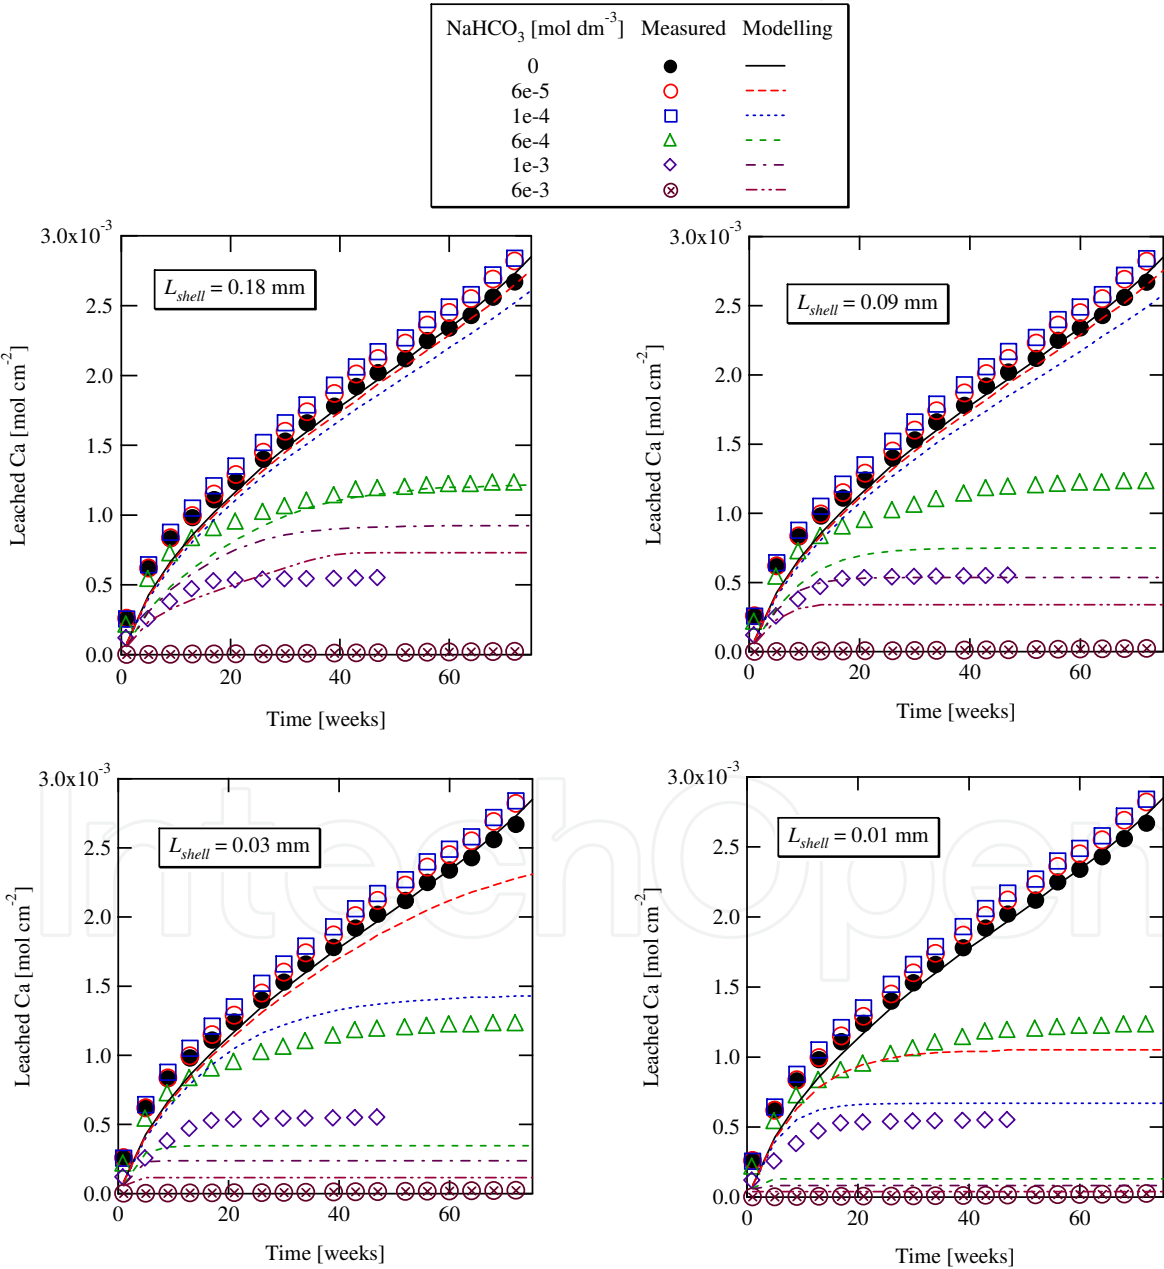 NaHCO₃ [mol dm⁻³] Measured Modelling
0
6e-5
1e-4
6e-4
1e-3
6e-3
3.0x10⁻³
2.5
2.0
1.5
1.0
0.5
0.0
Leached Ca [mol cm⁻²]
L_shell = 0.18 mm
0 20 40 60
Time [weeks]
3.0x10⁻³
2.5
2.0
1.5
1.0
0.5
0.0
Leached Ca [mol cm⁻²]
L_shell = 0.09 mm
0 20 40 60
Time [weeks]
3.0x10⁻³
2.5
2.0
1.5
1.0
0.5
0.0
Leached Ca [mol cm⁻²]
L_shell = 0.03 mm
0 20 40 60
Time [weeks]
3.0x10⁻³
2.5
2.0
1.5
1.0
0.5
0.0
Leached Ca [mol cm⁻²]
L_shell = 0.01 mm
0 20 40 60
Time [weeks]
IntechOpen